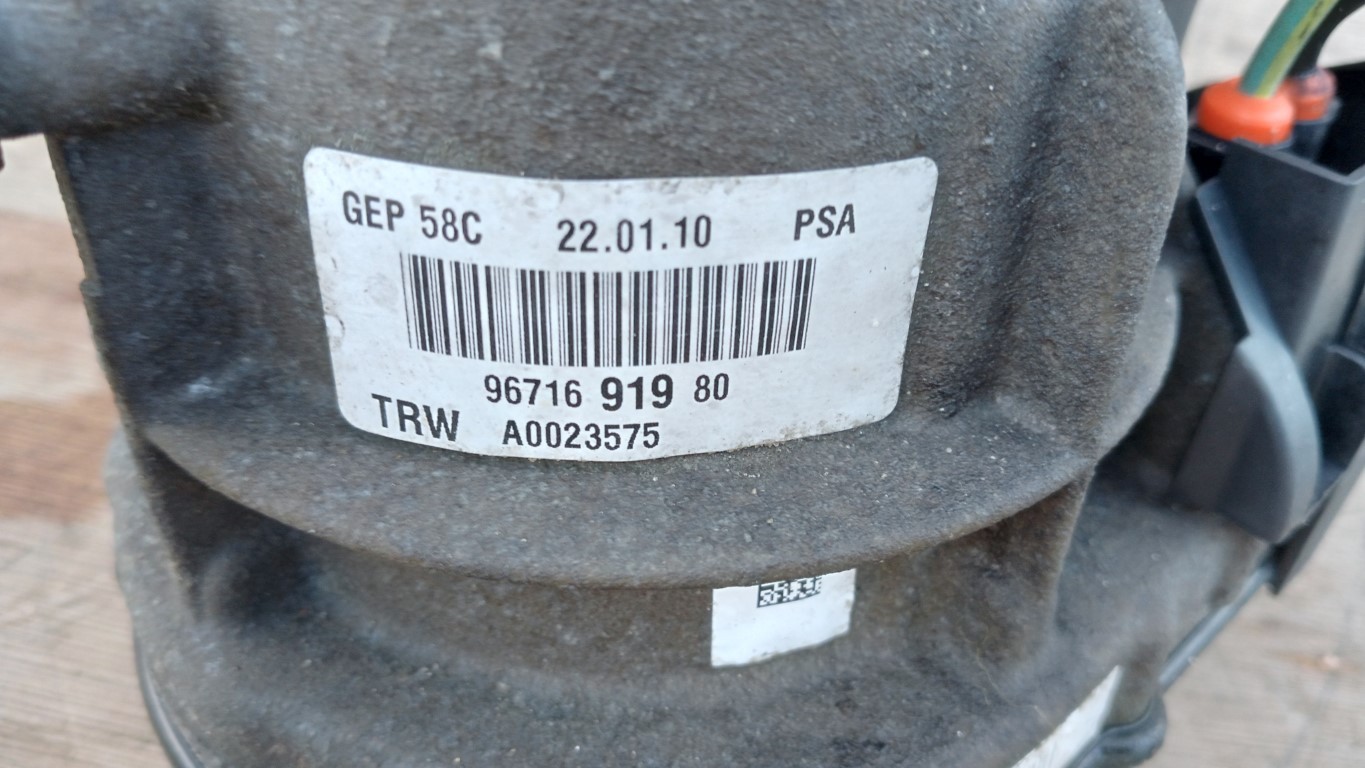 GEP 58C 22.01.10 PSA
96716 919 80
TRW A0023575